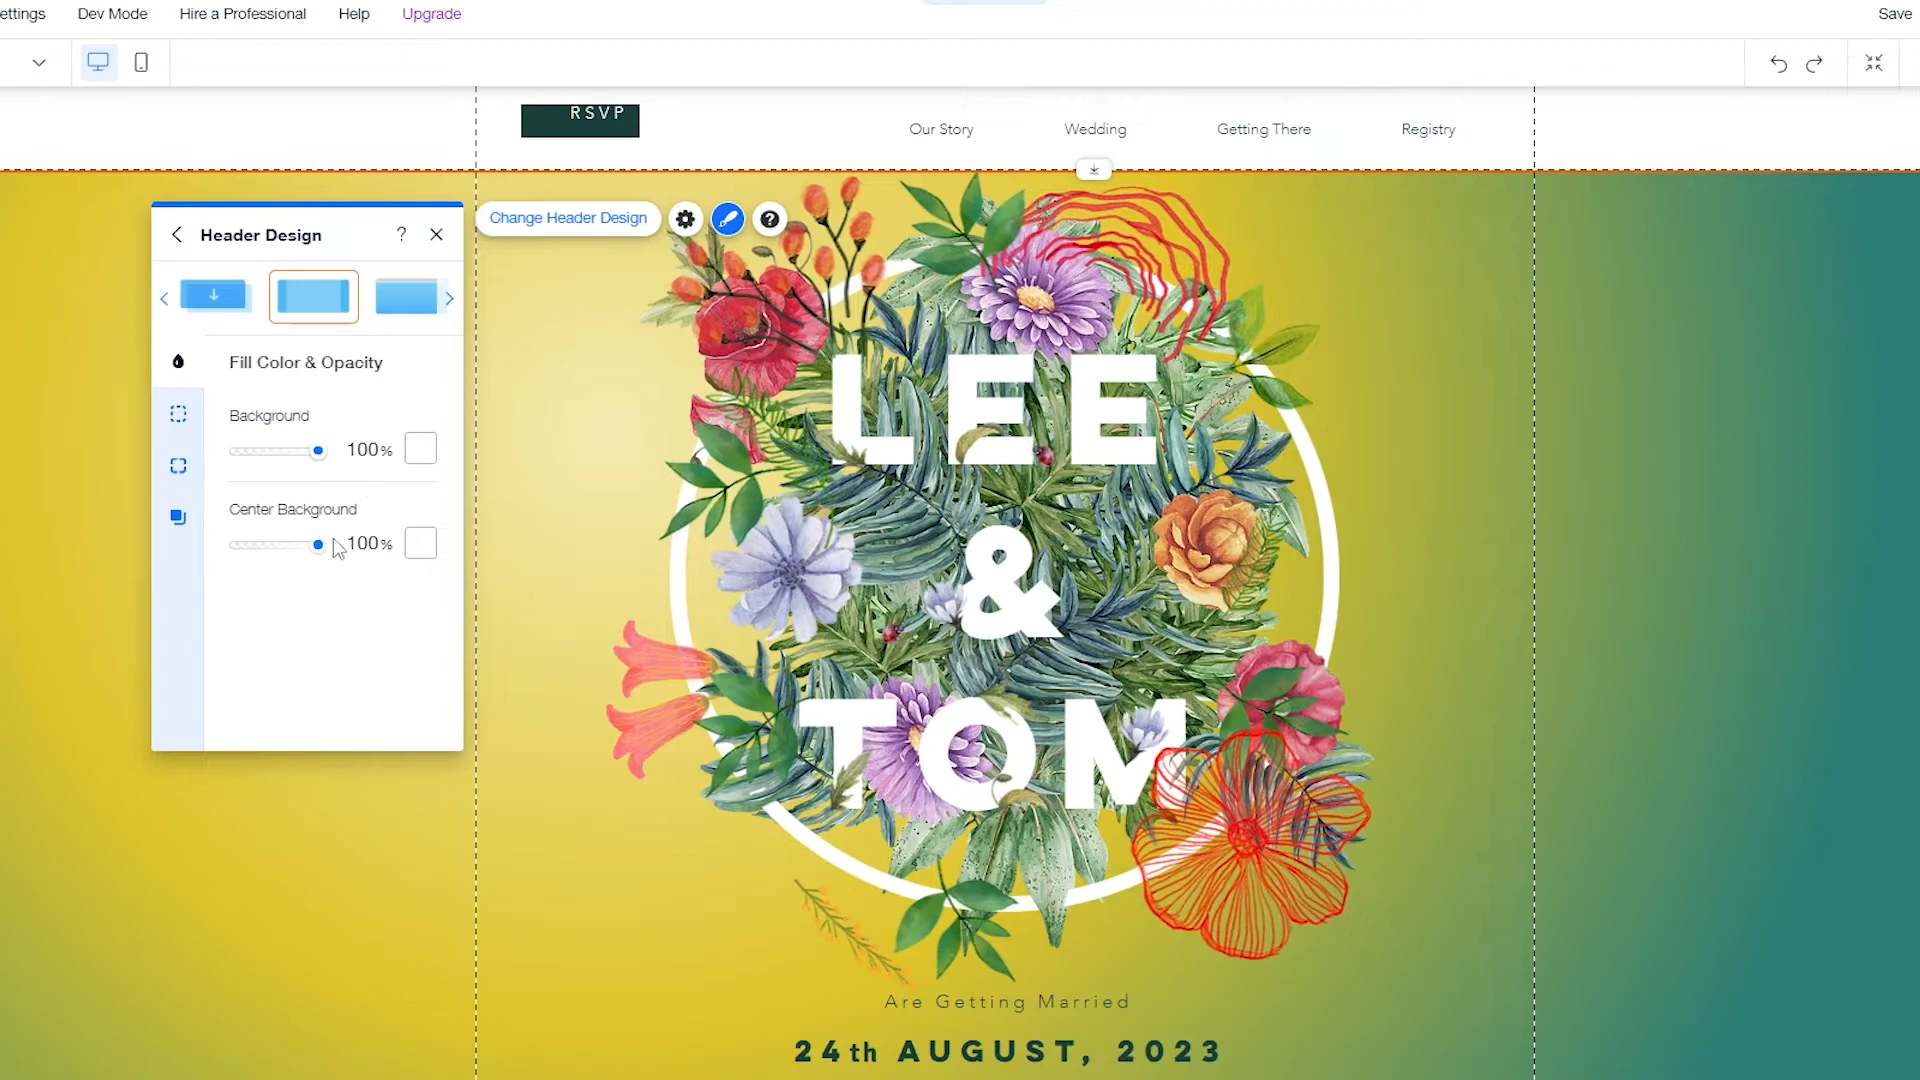 ettings Dev Mode Hire a Professional Help Upgrade Save
RSVP
Our Story Wedding Getting There Registry
Header Design ? ×
Change Header Design ?
Fill Color & Opacity
Background
100%
Center Background
100%
LEE
&
TOM
Are Getting Married
24th AUGUST, 2023